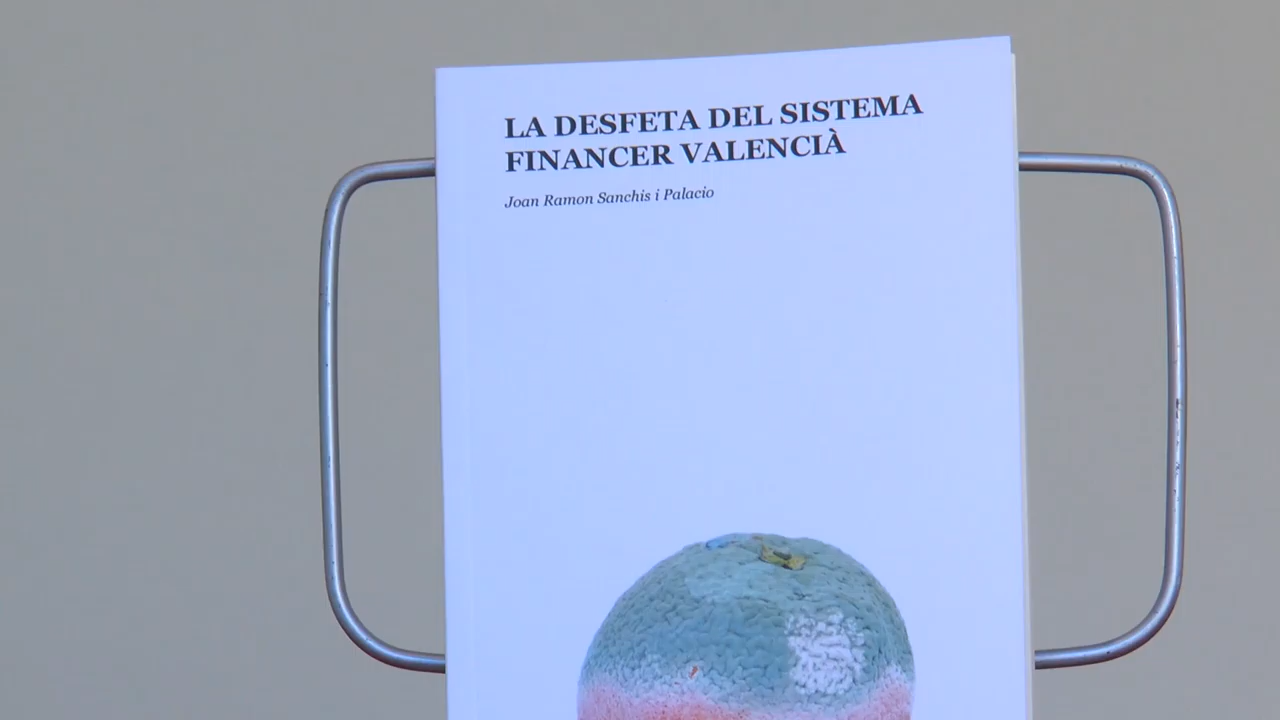 LA DESFETA DEL SISTEMA
FINANCER VALENCIÀ
Joan Ramon Sanchis i Palacio